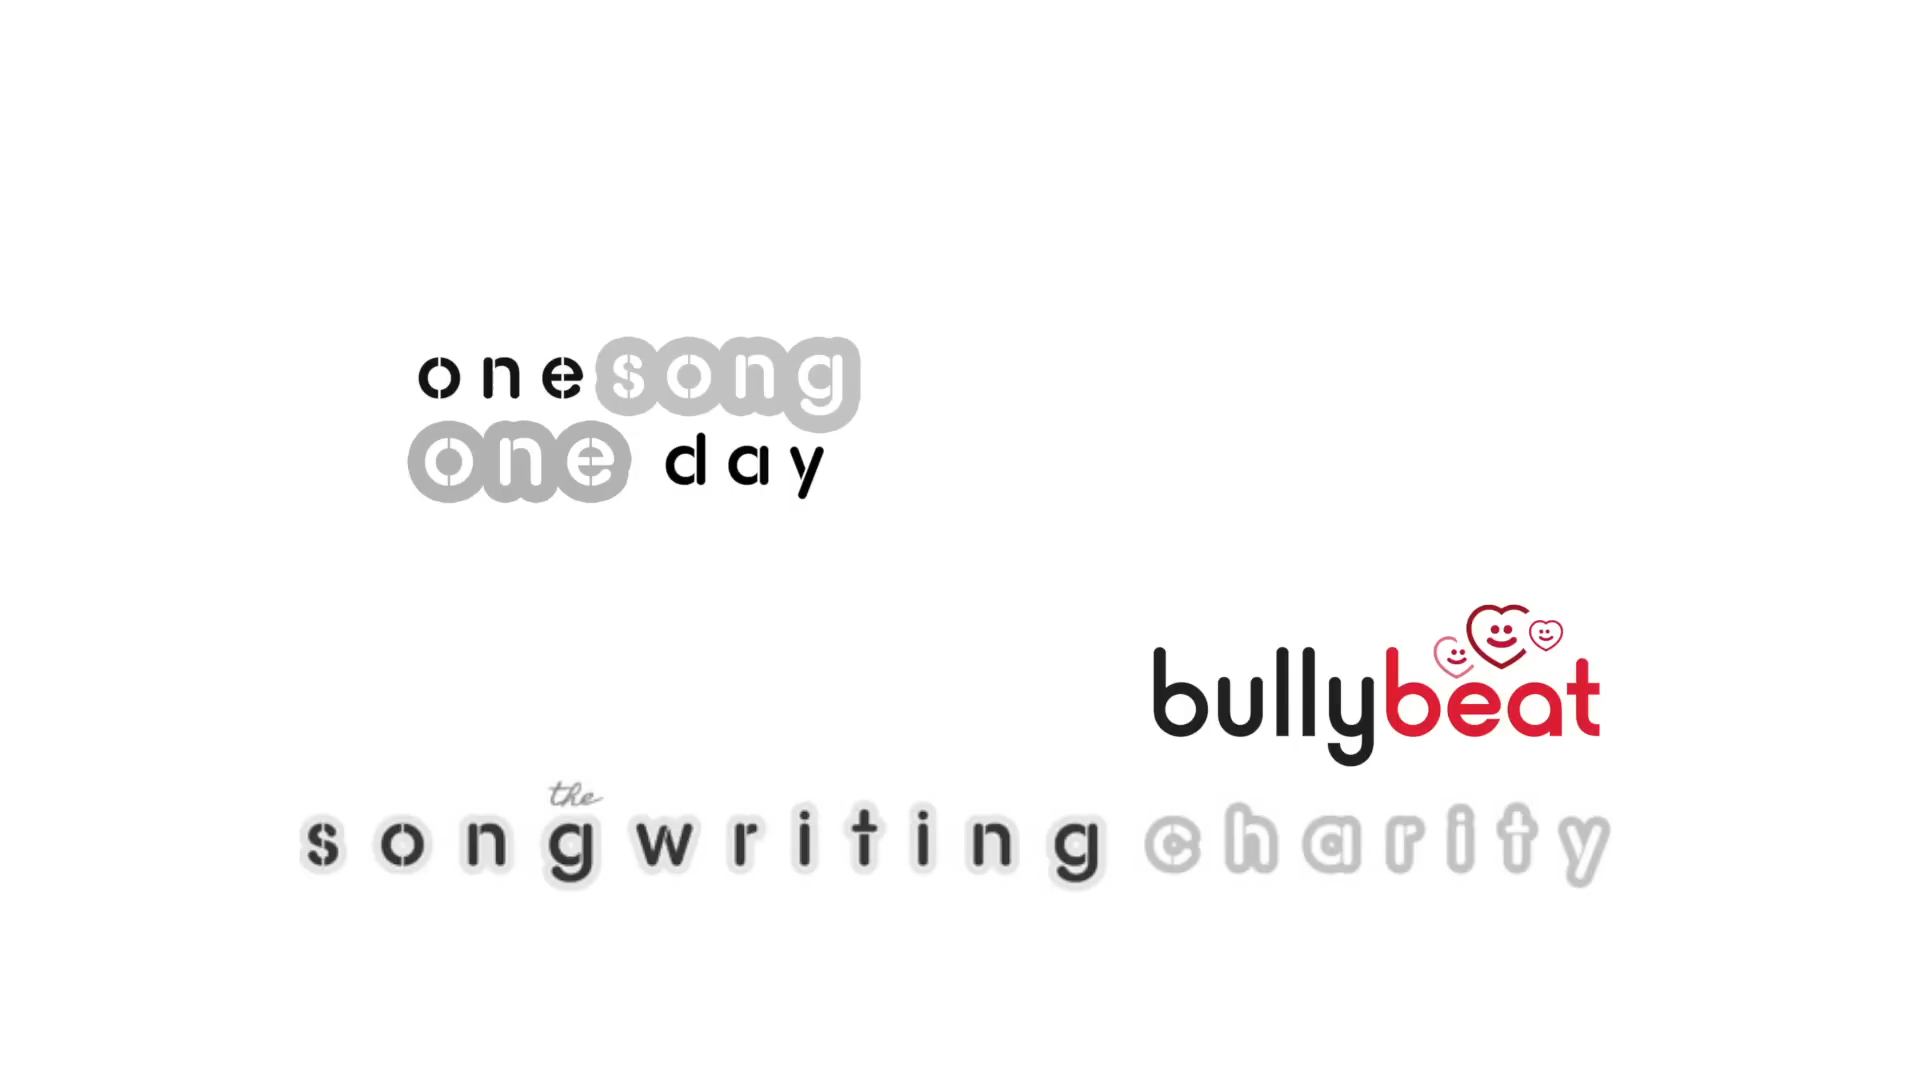 one song
one day
bullybeat
the
songwriting charity